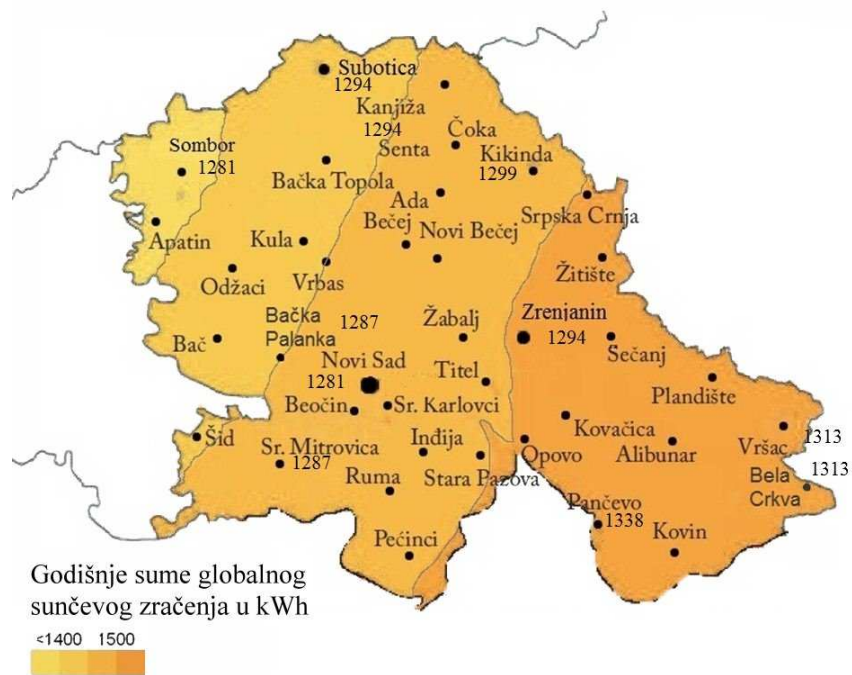 Subotica
1294
Kanjiža
1294
Čoka
Sombor
1281
Senta
Kikinda
1299
Bačka Topola
Ada
Srpska Crnja
Apatin
Kula
Bečej
Novi Bečej
Odžaci
Vrbas
Žitište
Bačka
Palanka
1287
Žabalj
Zrenjanin
1294
Bač
Sečanj
Novi Sad
1281
Titel
Plandište
Beočin
Sr. Karlovci
Šid
Sr. Mitrovica
1287
Inđija
Opovo
Kovačica
Alibunar
Vršac
1313
Ruma
Stara Pazova
Bela
Crkva
1313
Pančevo
1338
Pećinci
Kovin
Godišnje sume globalnog
sunčevog zračenja u kWh
<1400 1500